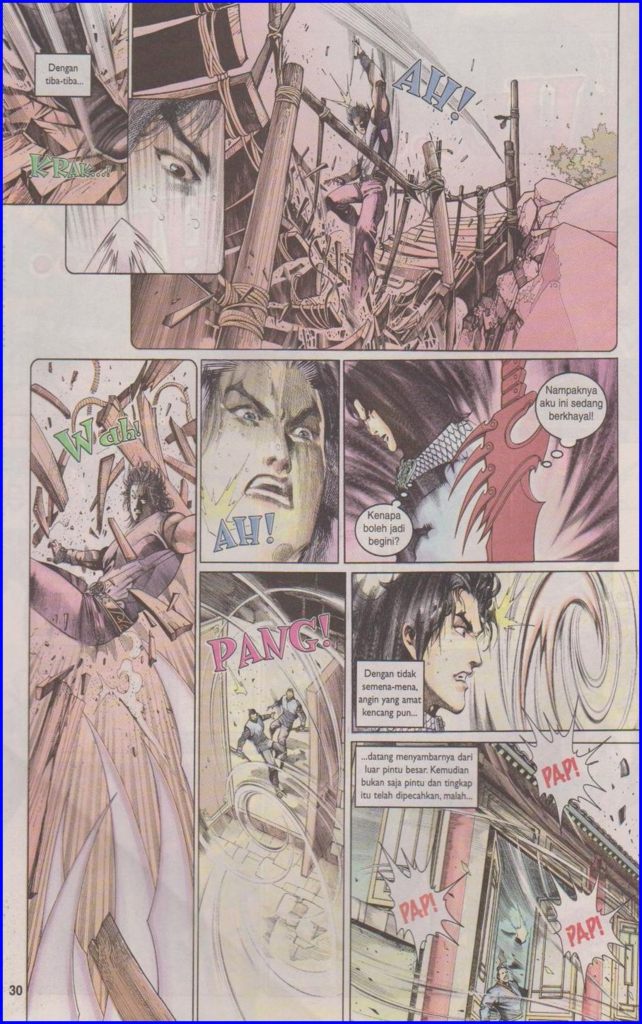 Dengan
tiba-tiba...
KRAK....
AH!
Wah!
AH!
Nampaknya
aku ini sedang
berkhayal!
Kenapa
boleh jadi
begini?
PANG!
Dengan tidak
semena-mena,
angin yang amat
kencang pun...
...datang menyambarnya dari
luar pintu besar. Kemudian
bukan saja pintu dan tingkap
itu telah dipecahkan, malah...
PAP!
PAP!
PAP!
30